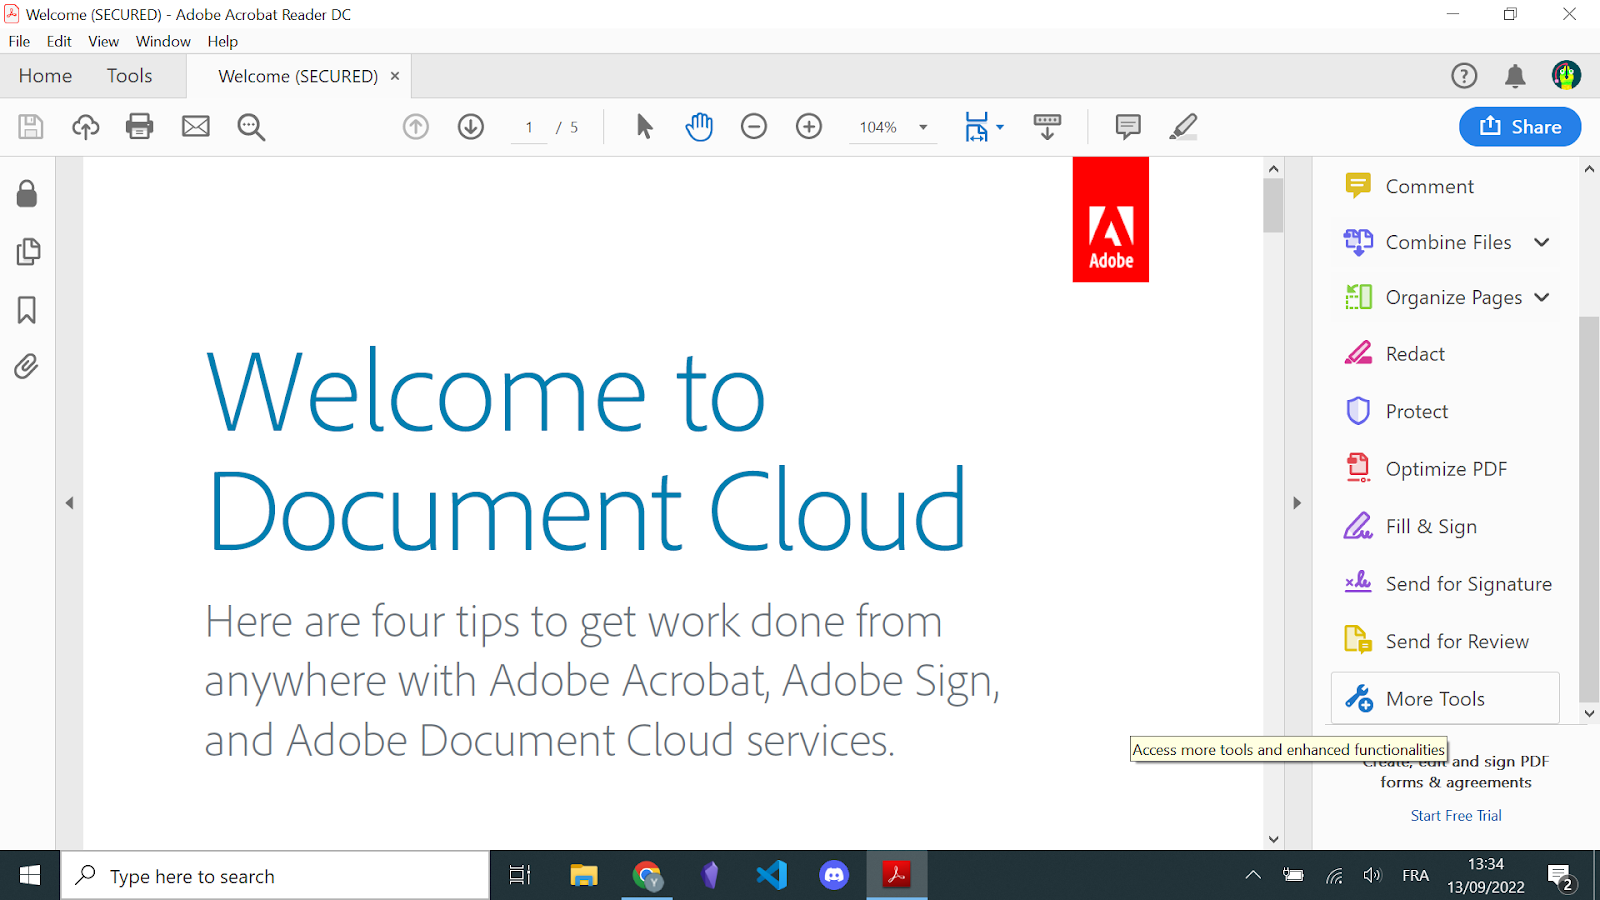 Welcome (SECURED) - Adobe Acrobat Reader DC
File Edit View Window Help
Home Tools Welcome (SECURED) ×
1 / 5 104% Share
Adobe
Welcome to
Document Cloud
Here are four tips to get work done from
anywhere with Adobe Acrobat, Adobe Sign,
and Adobe Document Cloud services.
Comment
Combine Files
Organize Pages
Redact
Protect
Optimize PDF
Fill & Sign
Send for Signature
Send for Review
More Tools
Access more tools and enhanced functionalities
Create, edit and sign PDF
forms & agreements
Start Free Trial
Type here to search
Y
FRA
13:34
13/09/2022
2